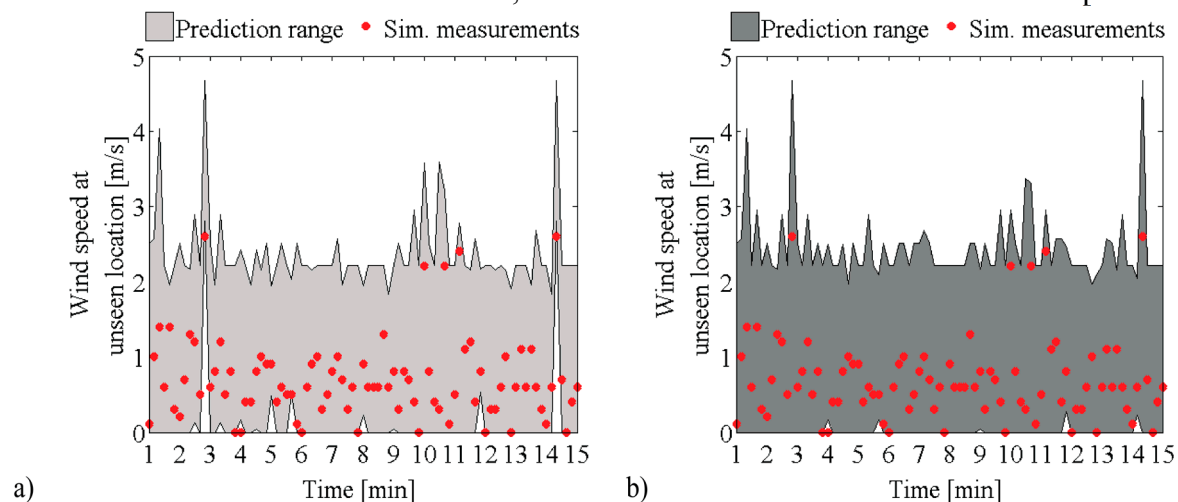 Prediction range Sim. measurements
Wind speed at
unseen location [m/s]
5
4
3
2
1
0
1 2 3 4 5 6 7 8 9 10 11 12 13 14 15
Time [min]
a)
Prediction range Sim. measurements
Wind speed at
unseen location [m/s]
5
4
3
2
1
0
1 2 3 4 5 6 7 8 9 10 11 12 13 14 15
Time [min]
b)